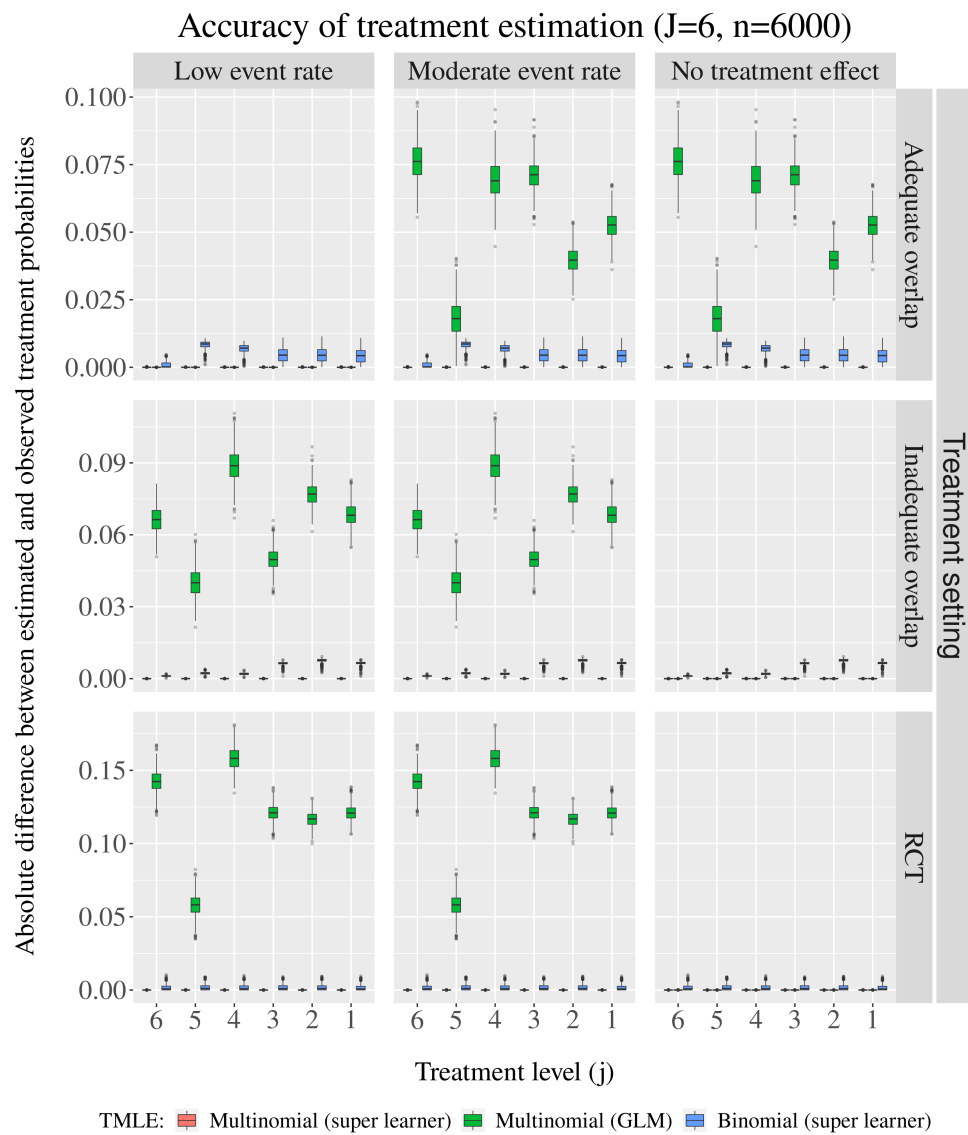 Accuracy of treatment estimation (J=6, n=6000)
Low event rate
Moderate event rate
No treatment effect
Absolute difference between estimated and observed treatment probabilities
0.100
0.075
0.050
0.025
0.000
Adequate overlap
0.09
0.06
0.03
0.00
Inadequate overlap
Treatment setting
0.15
0.10
0.05
0.00
RCT
6 5 4 3 2 1
6 5 4 3 2 1
6 5 4 3 2 1
Treatment level (j)
TMLE: Multinomial (super learner) Multinomial (GLM) Binomial (super learner)